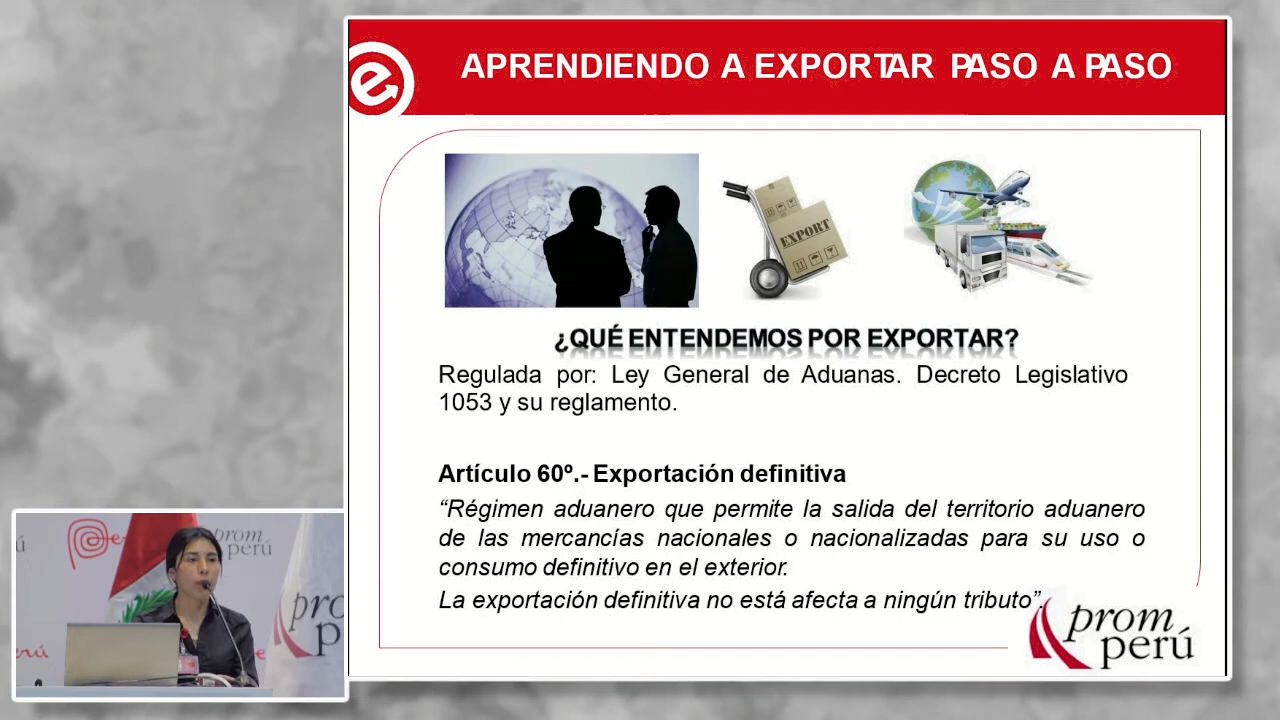 APRENDIENDO A EXPORTAR PASO A PASO
EXPORT
¿QUÉ ENTENDEMOS POR EXPORTAR?
Regulada por: Ley General de Aduanas. Decreto Legislativo
1053 y su reglamento.
Artículo 60º.- Exportación definitiva
“Régimen aduanero que permite la salida del territorio aduanero
de las mercancías nacionales o nacionalizadas para su uso o
consumo definitivo en el exterior.
La exportación definitiva no está afecta a ningún tributo”.
prom
perú
prom
perú